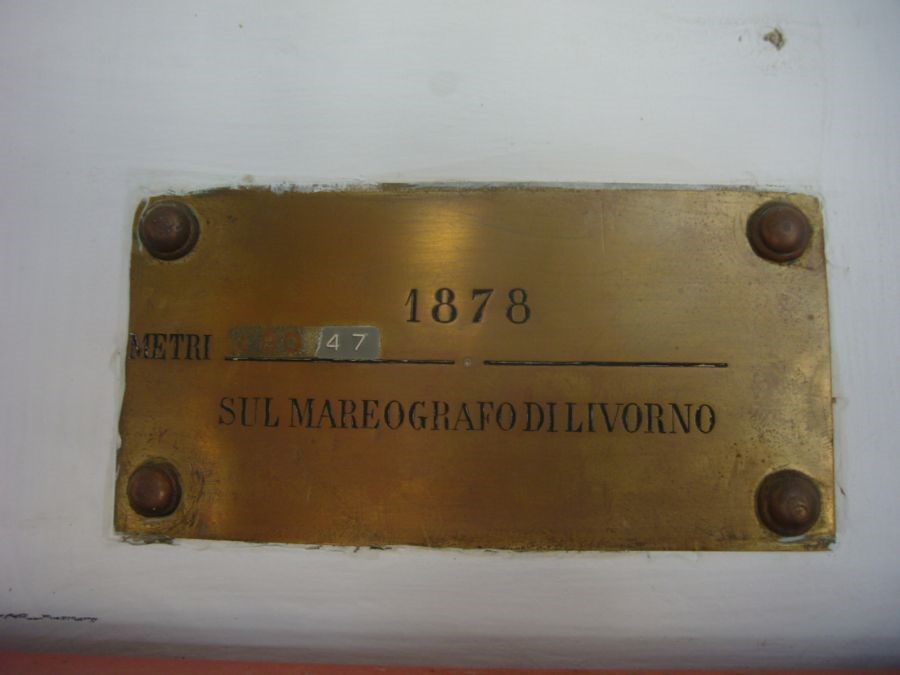 1878
METRI 47
SUL MAREOGRAFO DI LIVORNO